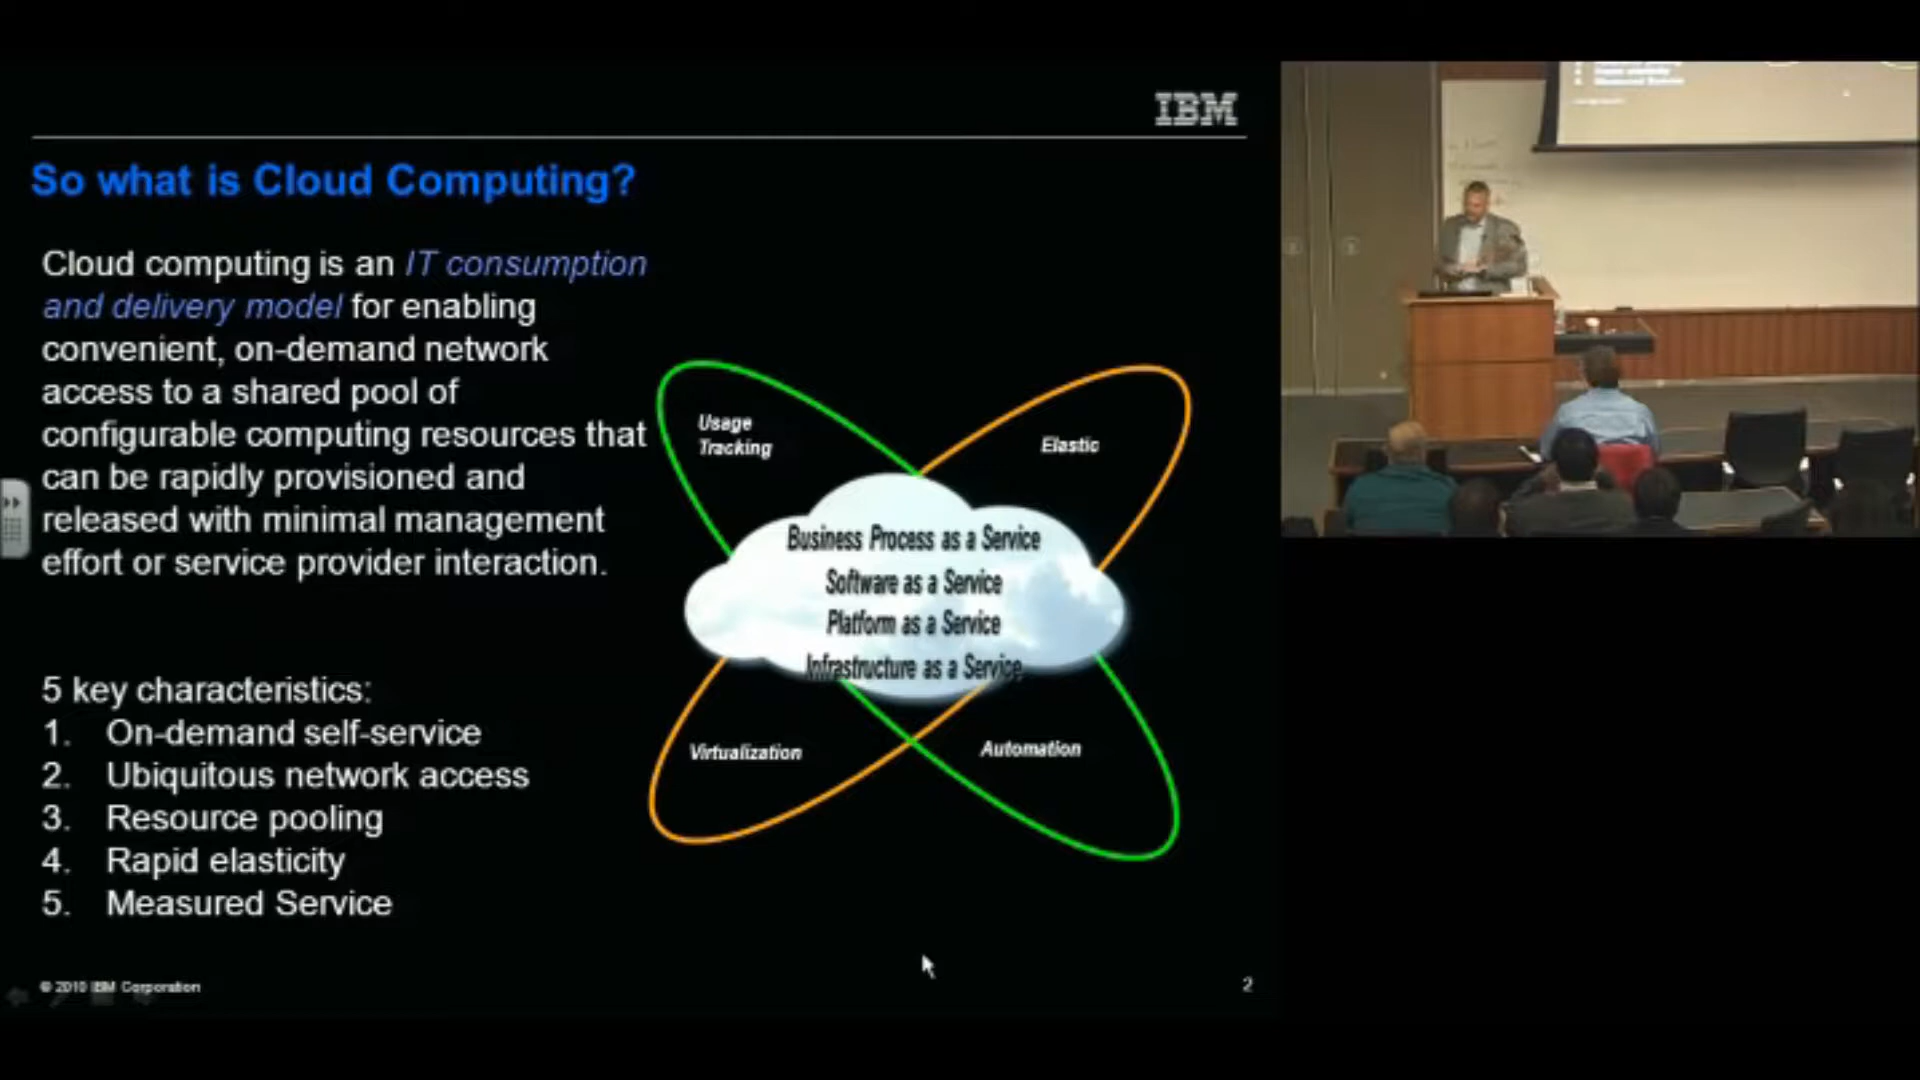 IBM
So what is Cloud Computing?
Cloud computing is an IT consumption
and delivery model for enabling
convenient, on-demand network
access to a shared pool of
configurable computing resources that
can be rapidly provisioned and
released with minimal management
effort or service provider interaction.
5 key characteristics:
1. On-demand self-service
2. Ubiquitous network access
3. Resource pooling
4. Rapid elasticity
5. Measured Service
Usage
Tracking
Elastic
Business Process as a Service
Software as a Service
Platform as a Service
Infrastructure as a Service
Virtualization
Automation
© 2010 IBM Corporation
2